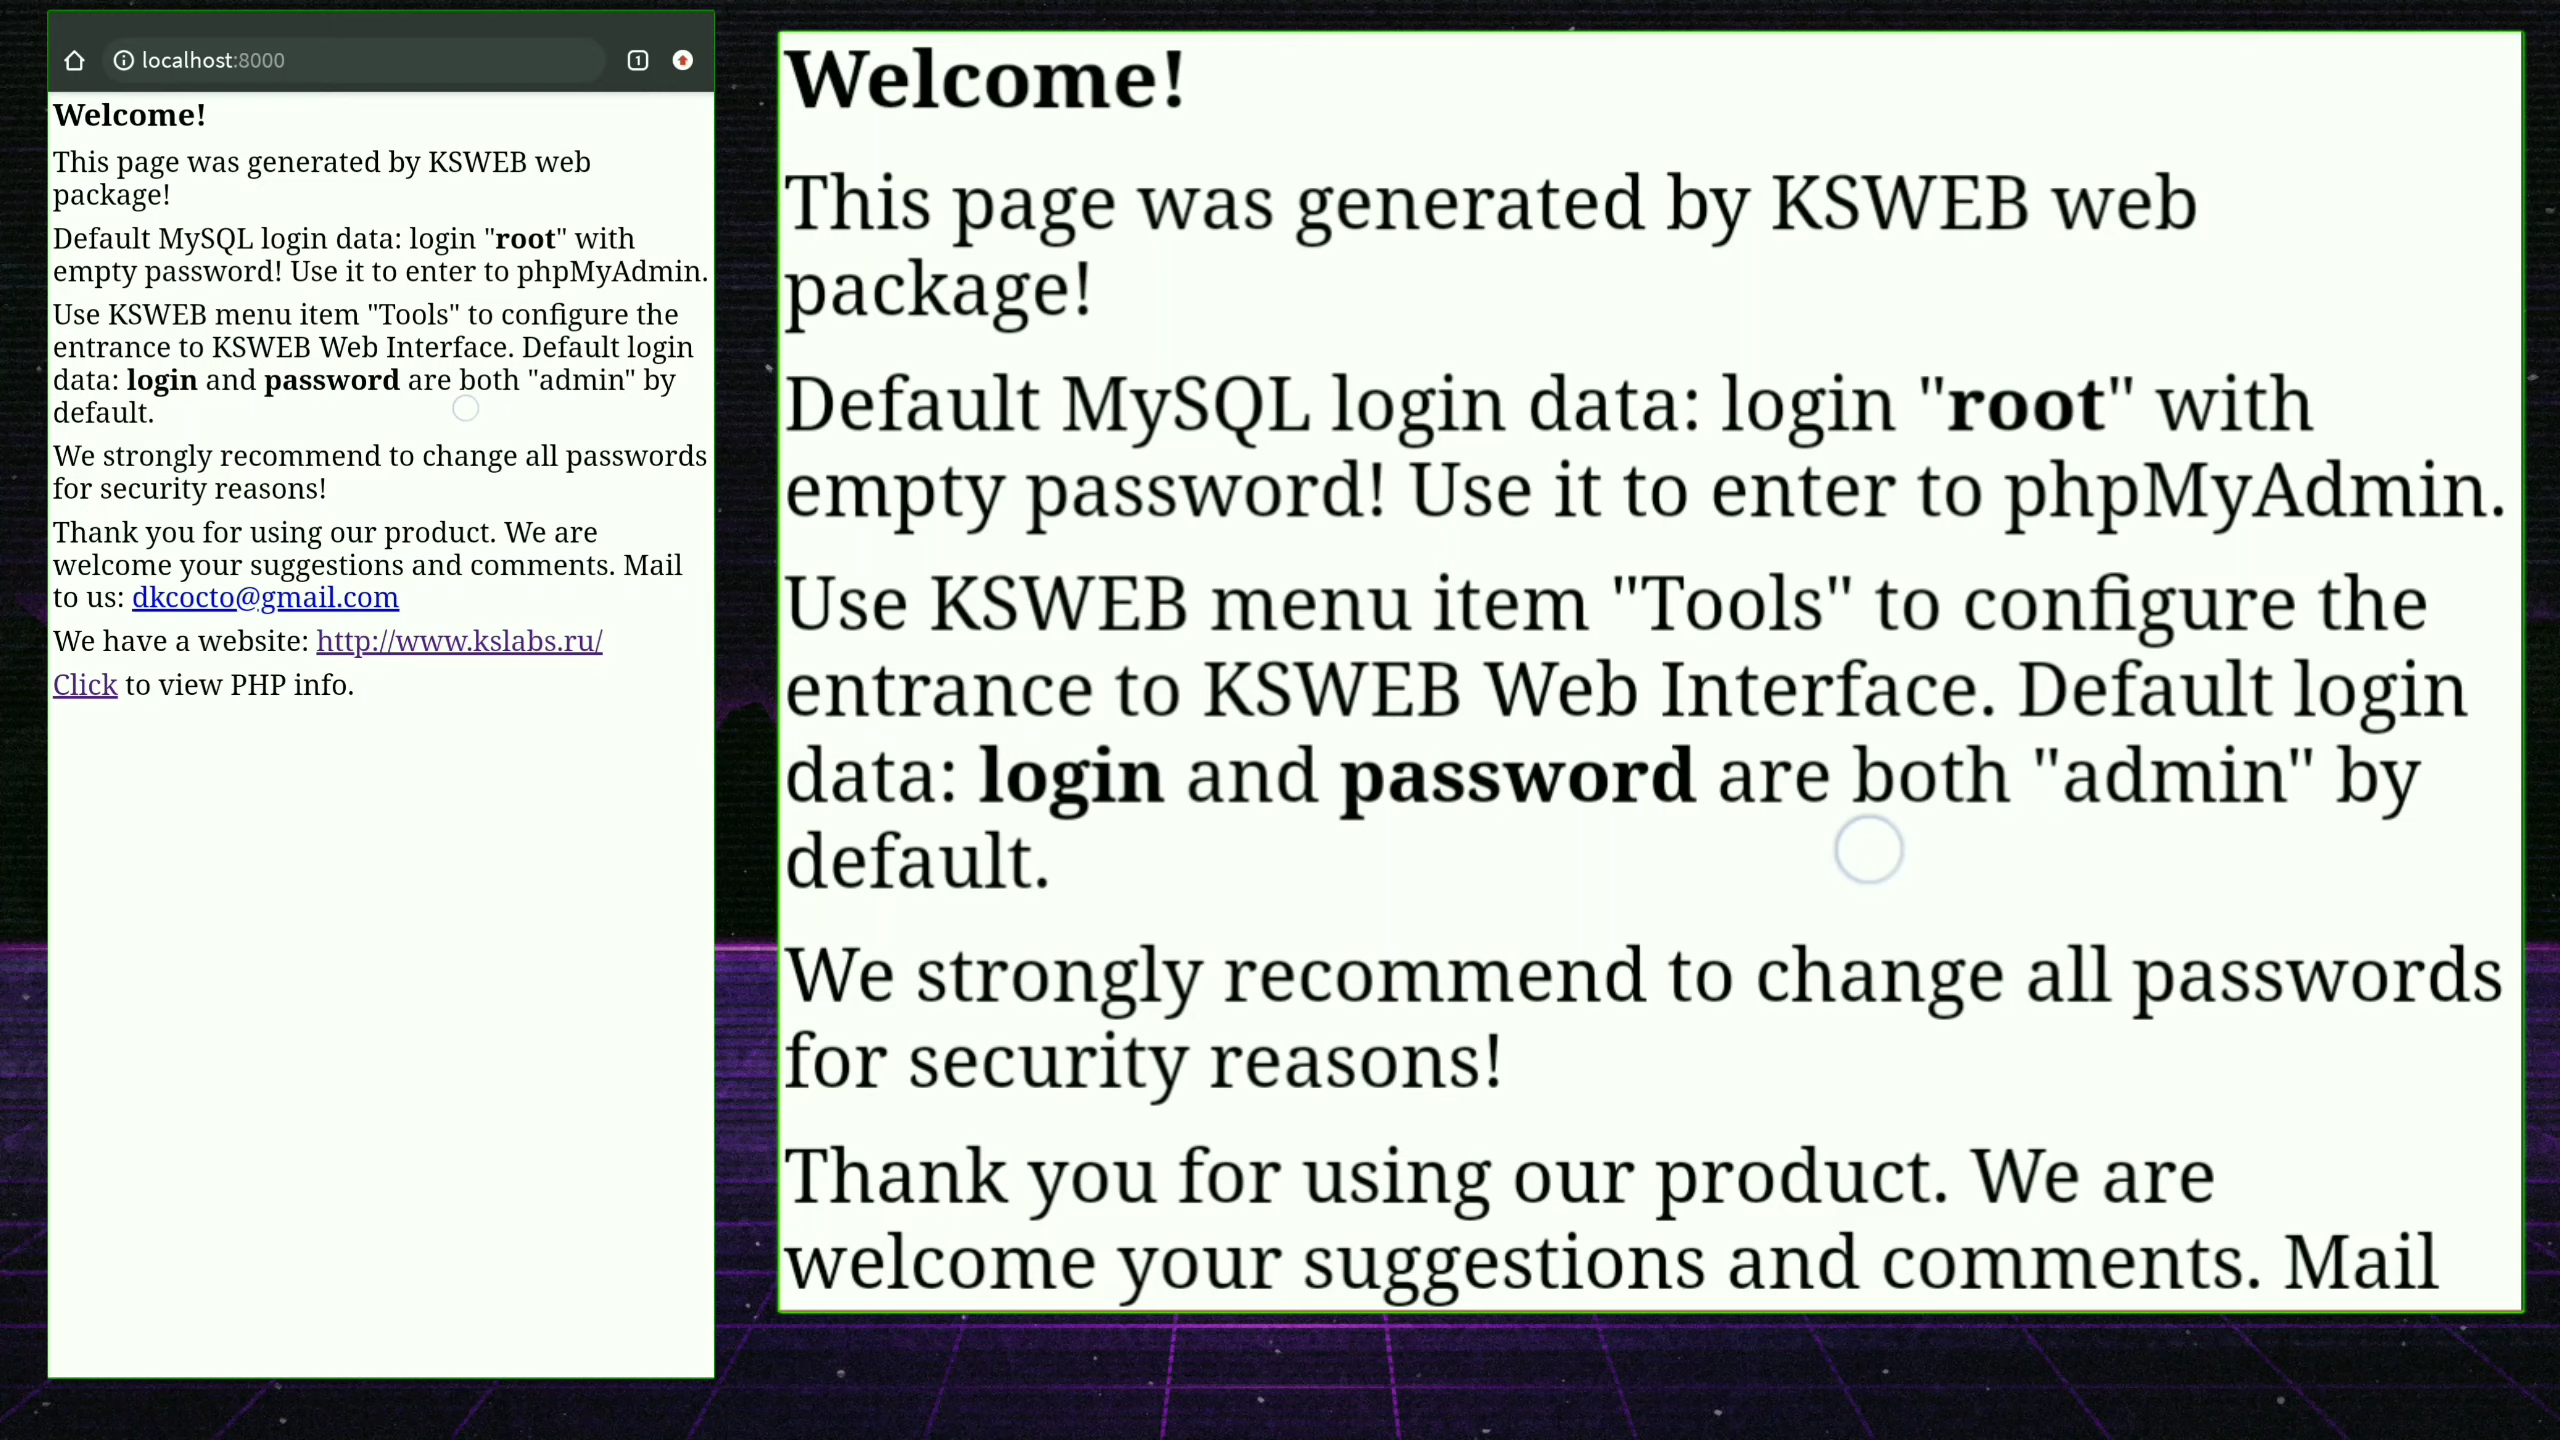 localhost:8000
1
Welcome!
This page was generated by KSWEB web
package!
Default MySQL login data: login "root" with
empty password! Use it to enter to phpMyAdmin.
Use KSWEB menu item "Tools" to configure the
entrance to KSWEB Web Interface. Default login
data: login and password are both "admin" by
default.
We strongly recommend to change all passwords
for security reasons!
Thank you for using our product. We are
welcome your suggestions and comments. Mail
to us: dkcocto@gmail.com
We have a website: http://www.kslabs.ru/
Click to view PHP info.
Welcome!
This page was generated by KSWEB web
package!
Default MySQL login data: login "root" with
empty password! Use it to enter to phpMyAdmin.
Use KSWEB menu item "Tools" to configure the
entrance to KSWEB Web Interface. Default login
data: login and password are both "admin" by
default.
We strongly recommend to change all passwords
for security reasons!
Thank you for using our product. We are
welcome your suggestions and comments. Mail